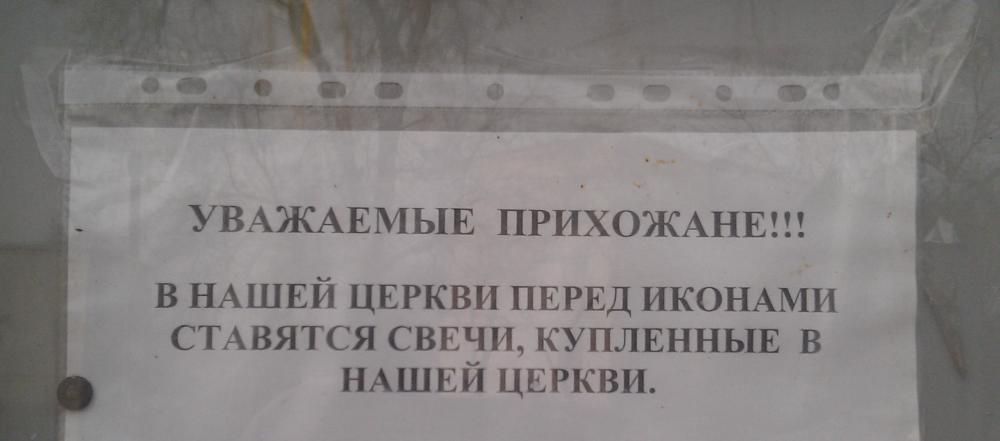 УВАЖАЕМЫЕ ПРИХОЖАНЕ!!!
В НАШЕЙ ЦЕРКВИ ПЕРЕД ИКОНАМИ
СТАВЯТСЯ СВЕЧИ, КУПЛЕННЫЕ В
НАШЕЙ ЦЕРКВИ.